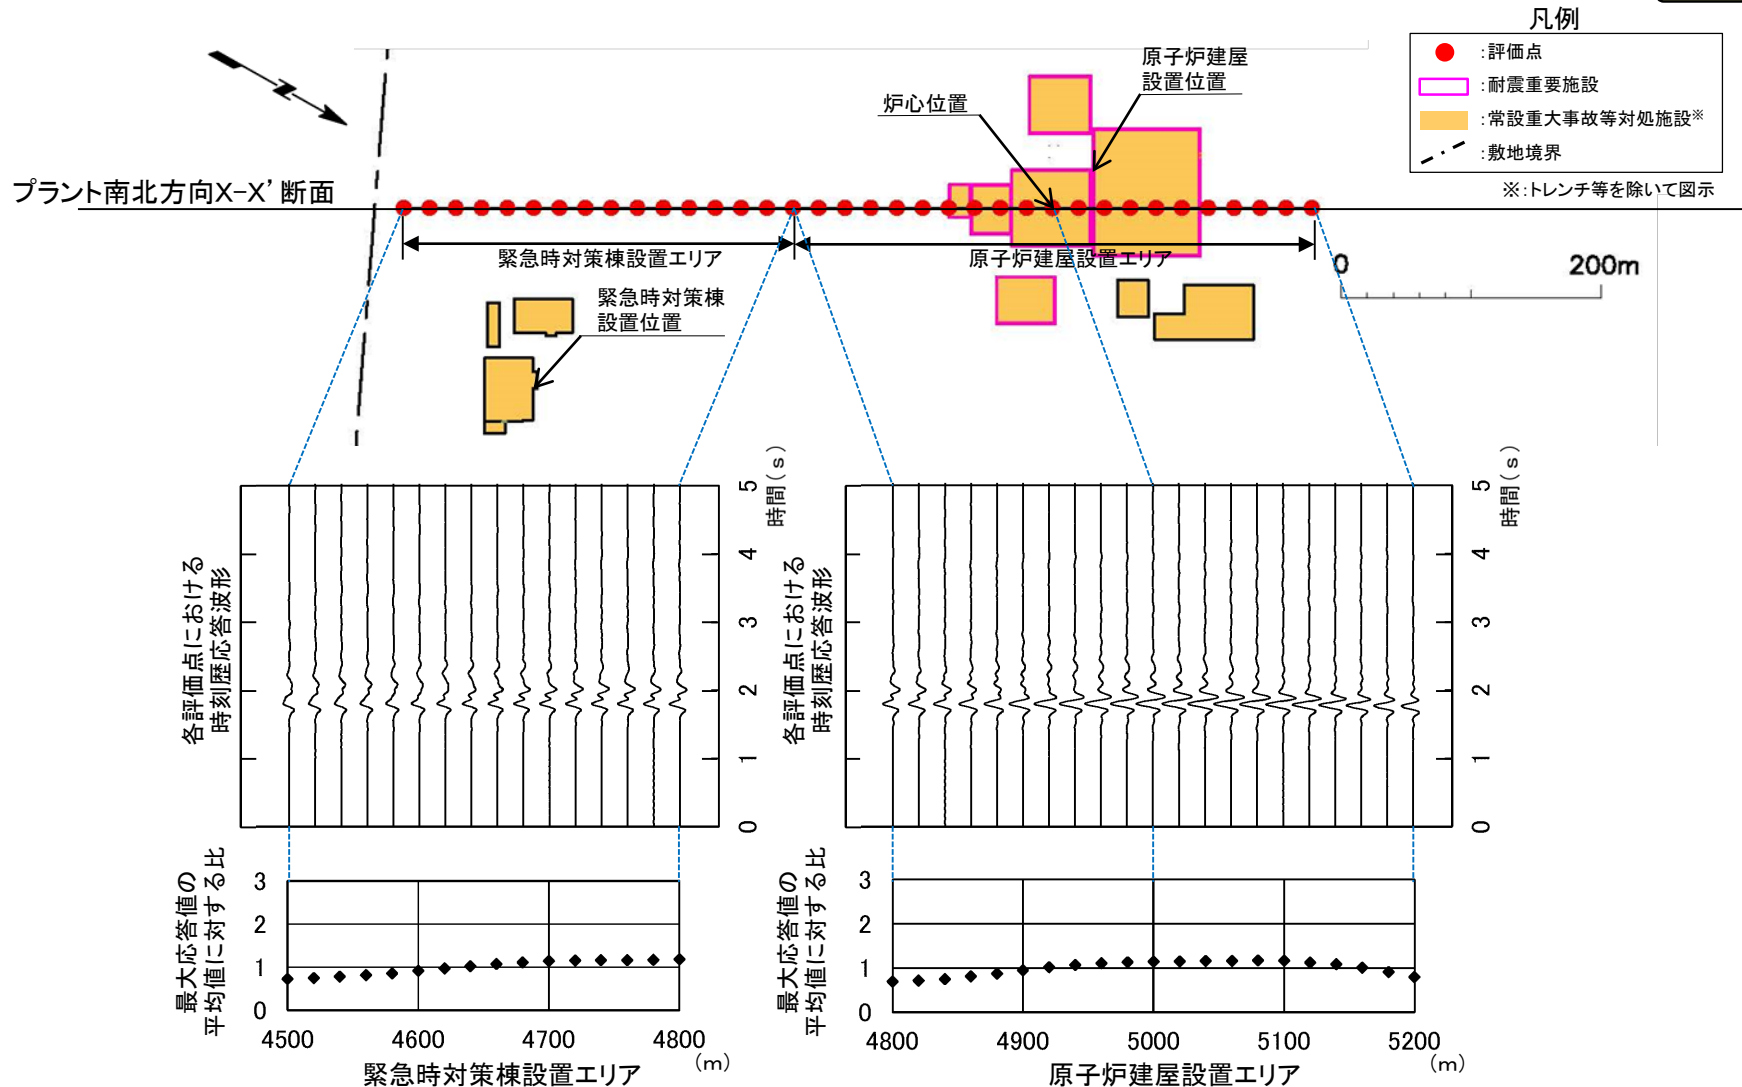 凡例
:評価点
:耐震重要施設
:常設重大事故等対処施設※
:敷地境界
※:トレンチ等を除いて図示
原子炉建屋
設置位置
炉心位置
プラント南北方向X-X’断面
緊急時対策棟設置エリア
原子炉建屋設置エリア
緊急時対策棟
設置位置
0
200m
各評価点における
時刻歴応答波形
5
4
3
2
1
0
時間(s)
各評価点における
時刻歴応答波形
5
4
3
2
1
0
時間(s)
最大応答値の
平均値に対する比
3
2
1
0
4500
4600
4700
4800
(m)
緊急時対策棟設置エリア
最大応答値の
平均値に対する比
3
2
1
0
4800
4900
5000
5100
5200
(m)
原子炉建屋設置エリア